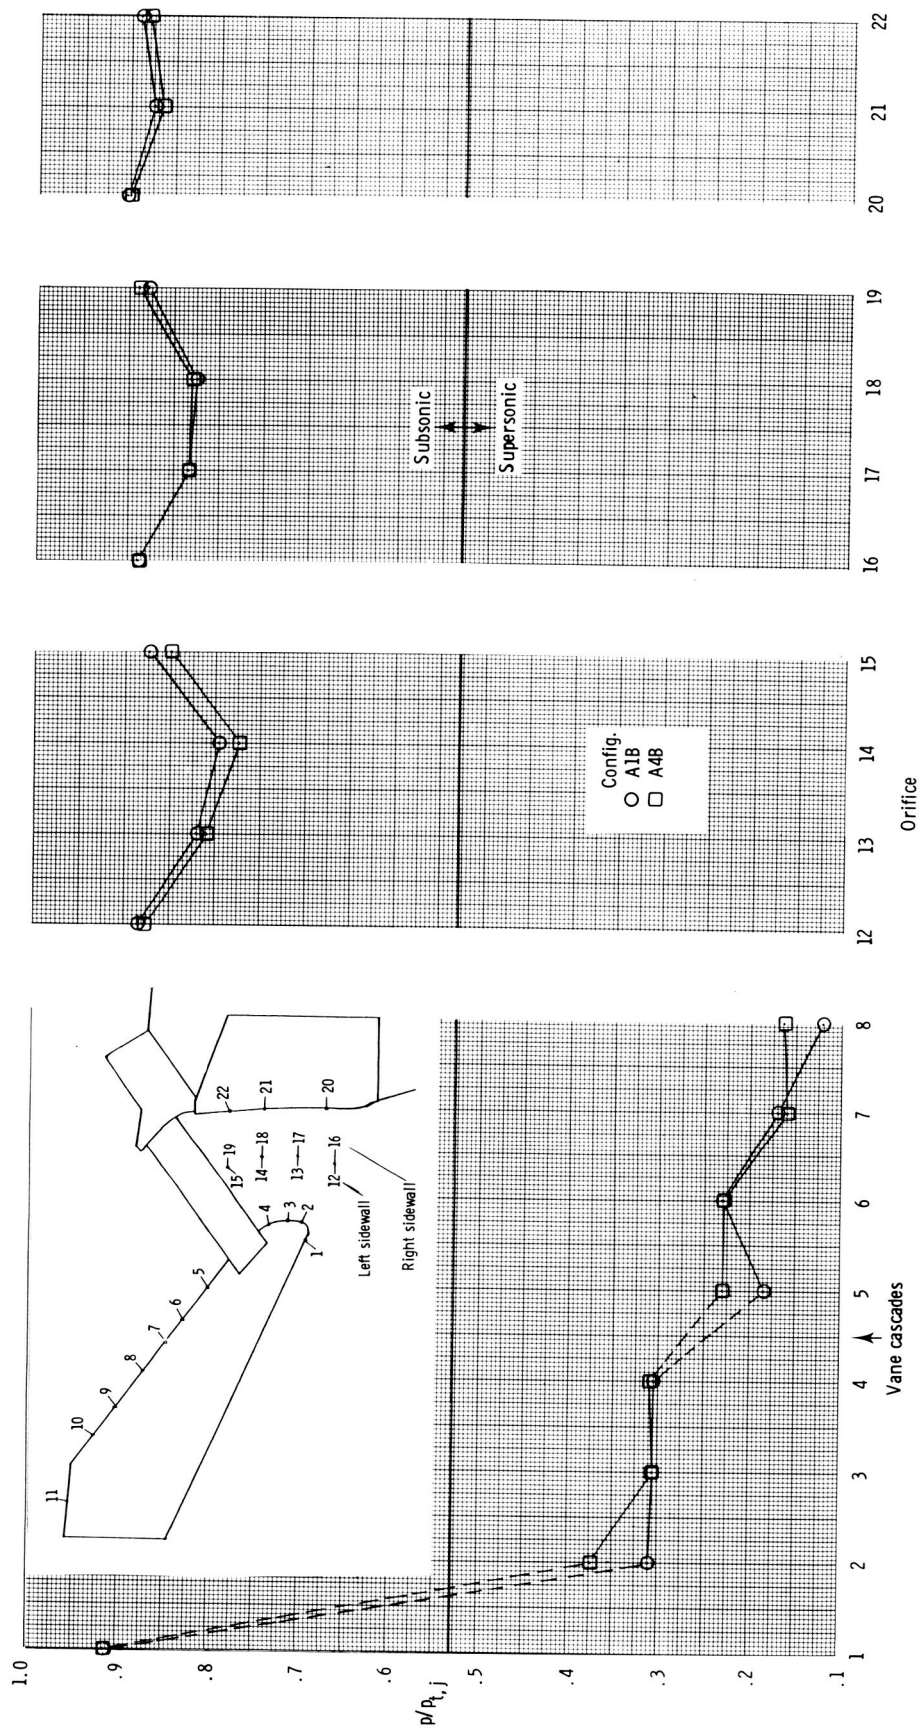 1.0
.9
.8
.7
.6
.5
.4
.3
.2
.1
p/p_t,j
11
10
9
8
7
6
5
4
3
2
1
15 19
14 18
13 17
12 16
22
21
20
Left sidewall
Right sidewall
Subsonic
Supersonic
Config.
A1B
A4B
1 2 3 4 5 6 7 8
12 13 14 15
16 17 18 19
20 21 22
Vane cascades
Orifice